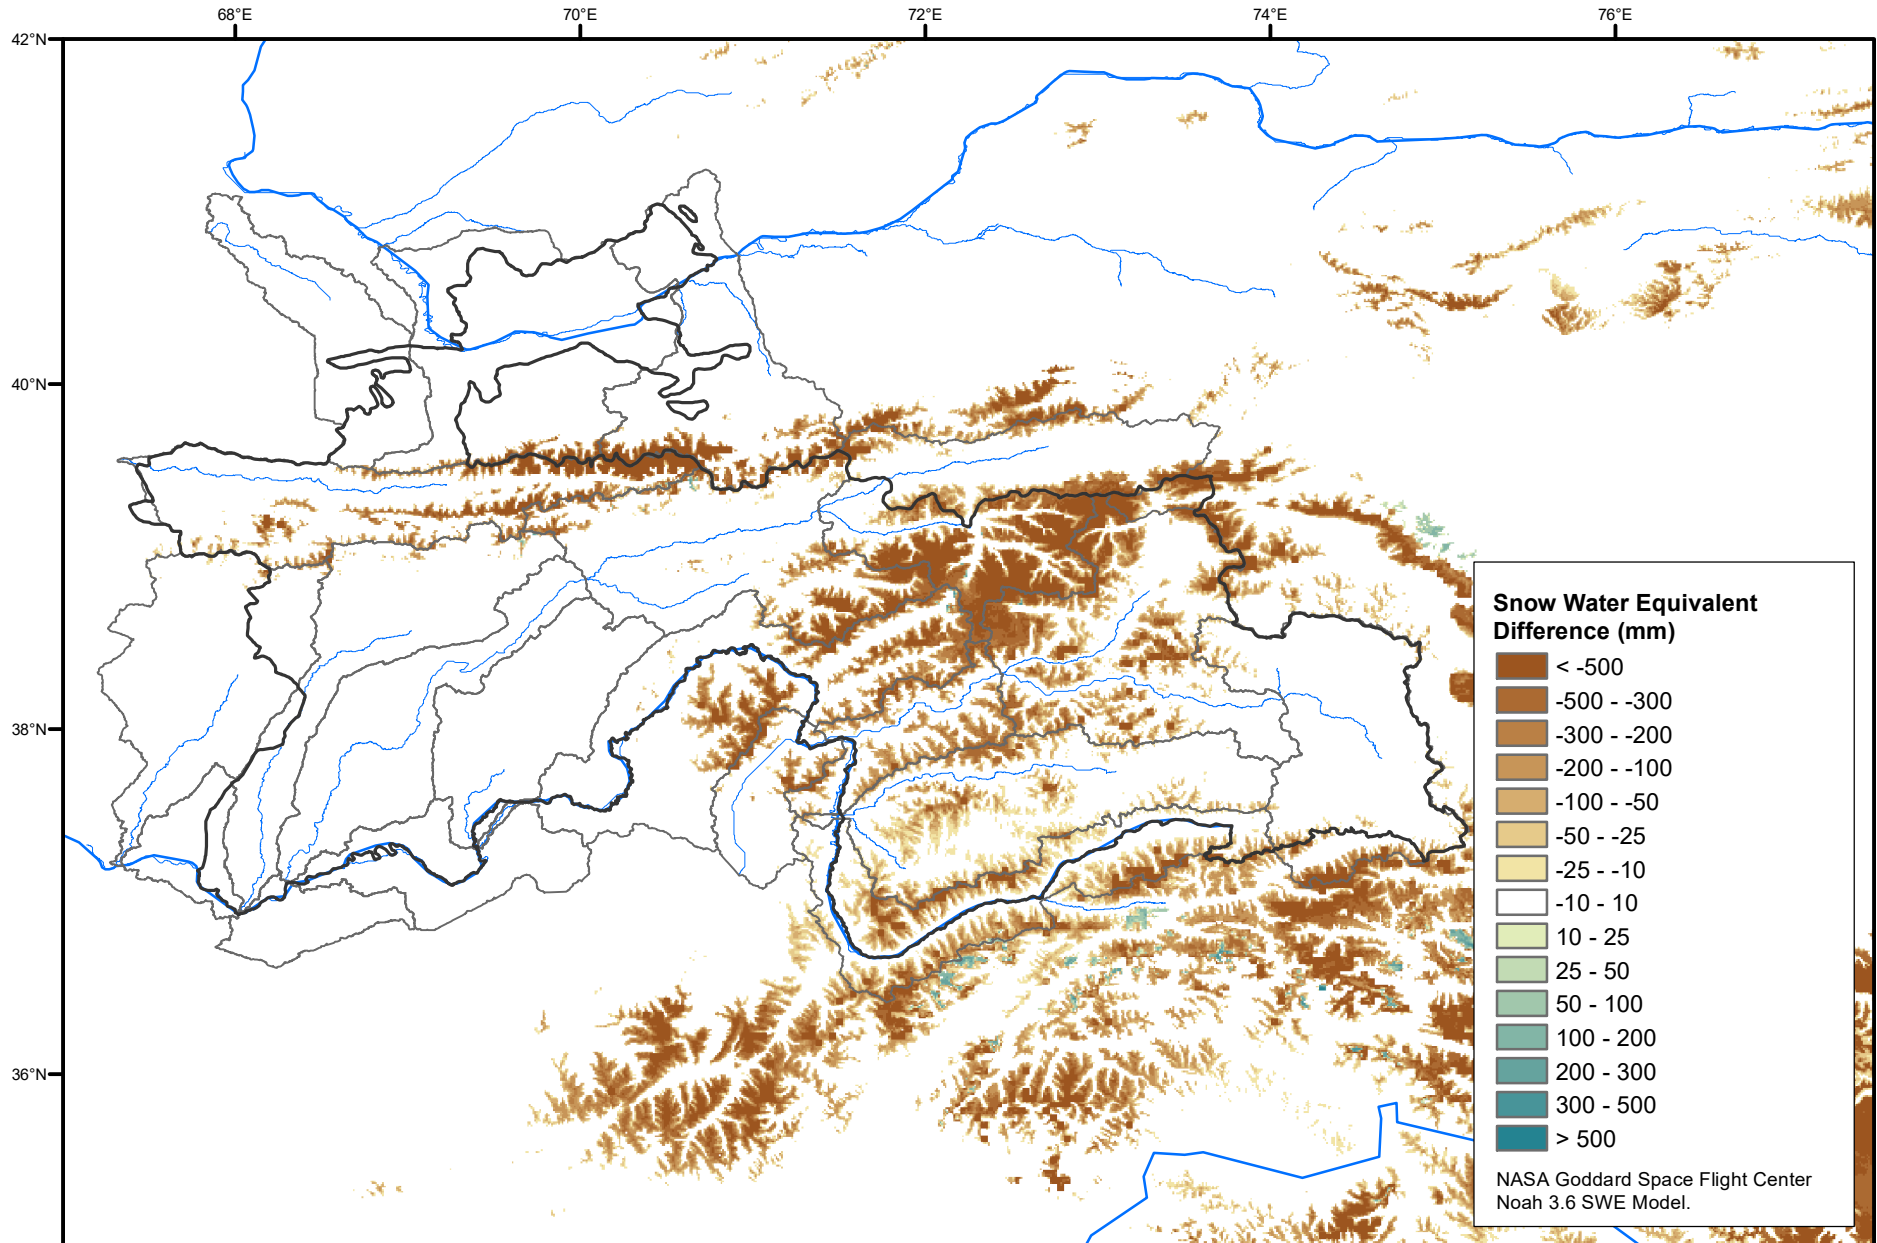 68°E
70°E
72°E
74°E
76°E
42°N
40°N
38°N
36°N
Snow Water Equivalent
Difference (mm)
< -500
-500 - -300
-300 - -200
-200 - -100
-100 - -50
-50 - -25
-25 - -10
-10 - 10
10 - 25
25 - 50
50 - 100
100 - 200
200 - 300
300 - 500
> 500
NASA Goddard Space Flight Center
Noah 3.6 SWE Model.